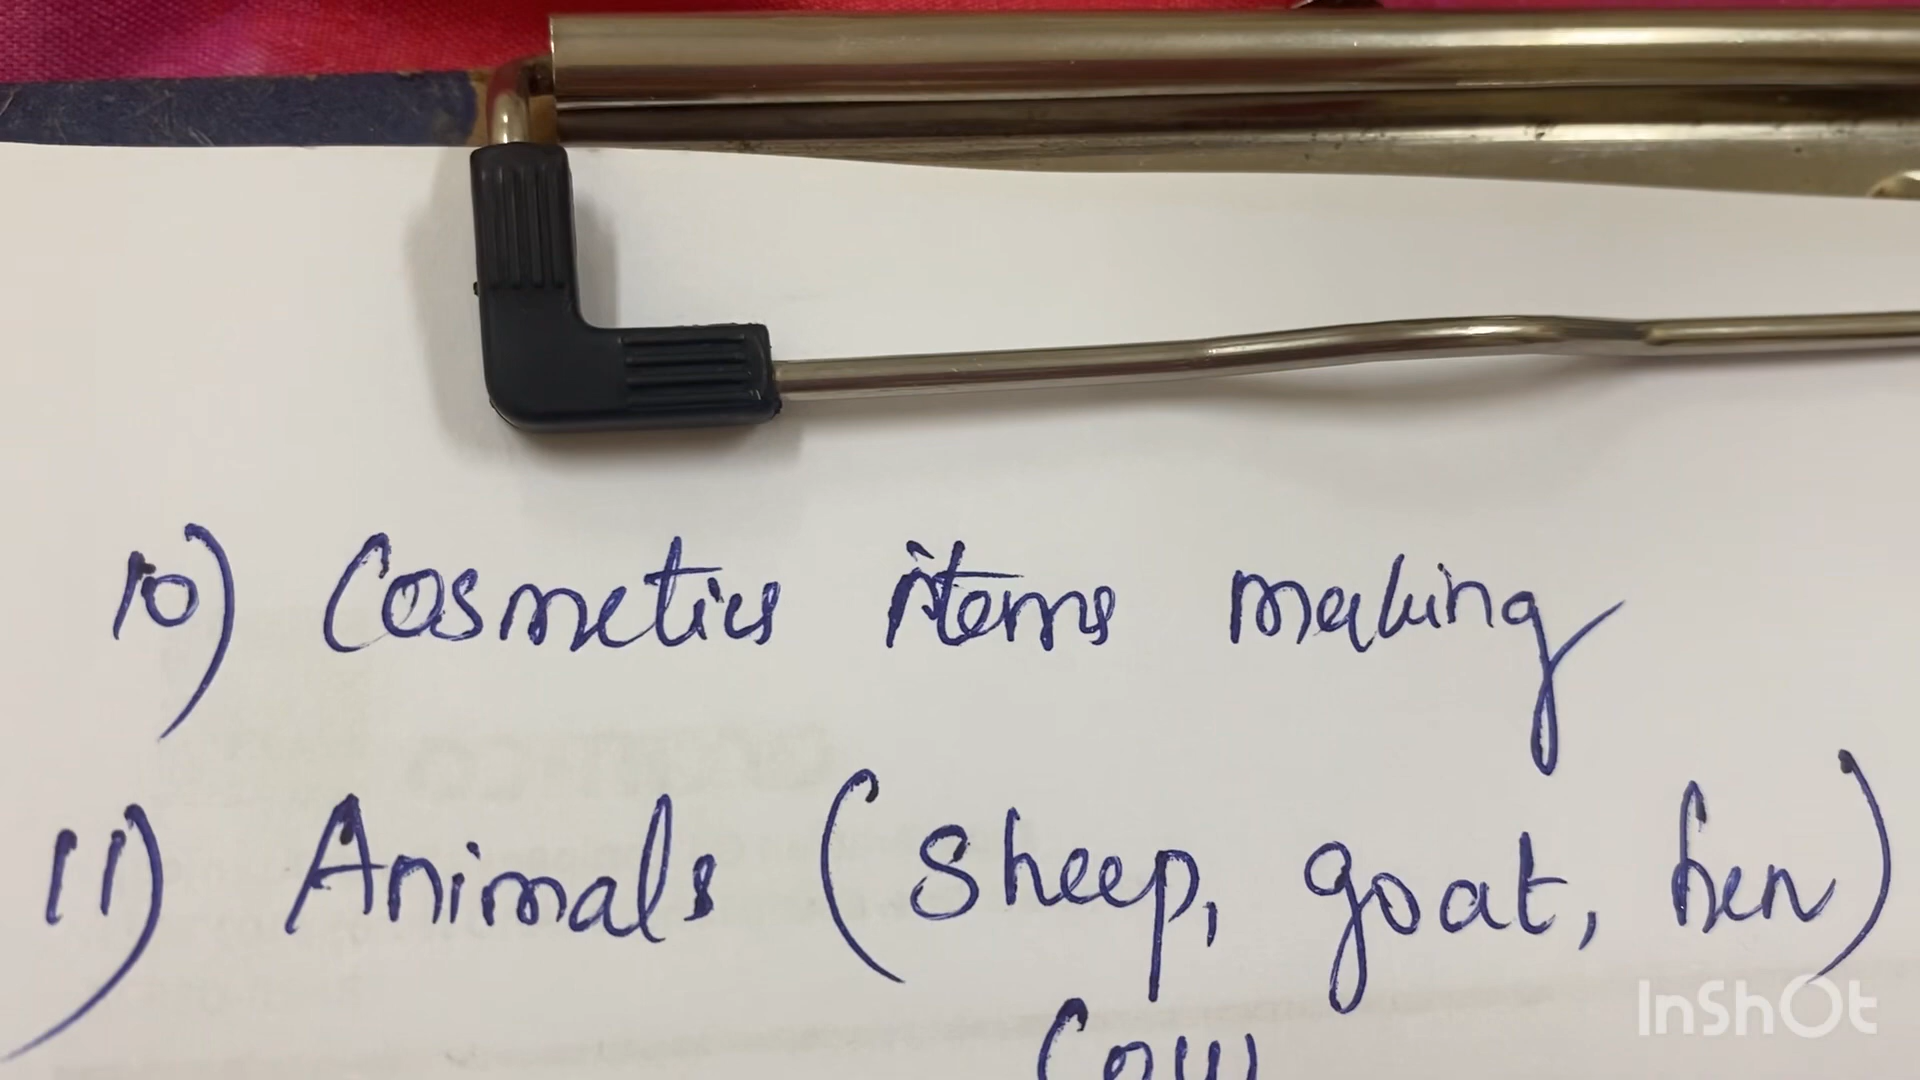 10) Cosmetics items making
11) Animals (Sheep, goat, hen)
Cow
InShOt